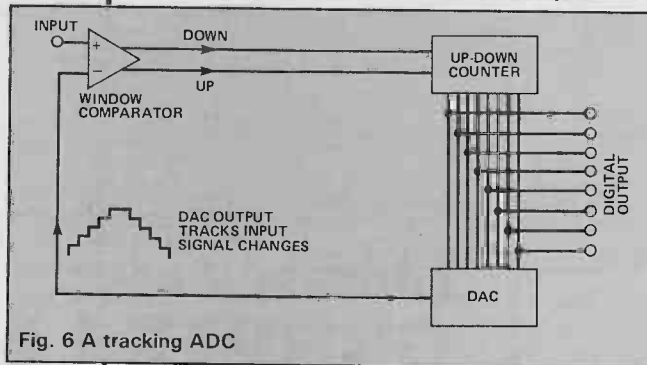 INPUT
+
−
DOWN
UP
WINDOW
COMPARATOR
UP-DOWN
COUNTER
DIGITAL
OUTPUT
DAC OUTPUT
TRACKS INPUT
SIGNAL CHANGES
DAC
Fig. 6 A tracking ADC